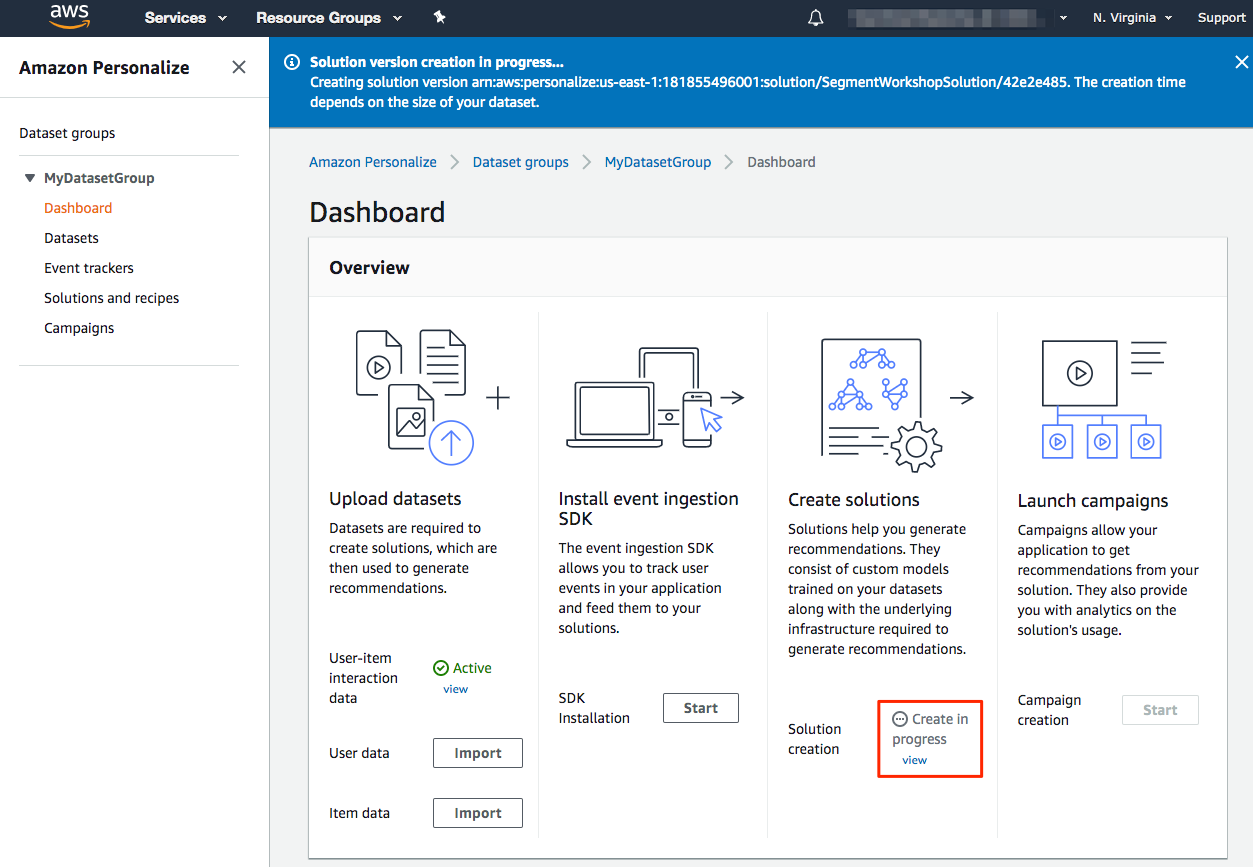 aws
Services
Resource Groups
N. Virginia
Support
Amazon Personalize
Dataset groups
MyDatasetGroup
Dashboard
Datasets
Event trackers
Solutions and recipes
Campaigns
Solution version creation in progress...
Creating solution version arn:aws:personalize:us-east-1:181855496001:solution/SegmentWorkshopSolution/42e2e485. The creation time
depends on the size of your dataset.
Amazon Personalize
Dataset groups
MyDatasetGroup
Dashboard
Dashboard
Overview
Upload datasets
Datasets are required to
create solutions, which are
then used to generate
recommendations.
User-item
interaction
data
Active
view
User data
Import
Item data
Import
Install event ingestion
SDK
The event ingestion SDK
allows you to track user
events in your application
and feed them to your
solutions.
SDK
Installation
Start
Create solutions
Solutions help you generate
recommendations. They
consist of custom models
trained on your datasets
along with the underlying
infrastructure required to
generate recommendations.
Solution
creation
Create in
progress
view
Launch campaigns
Campaigns allow your
application to get
recommendations from your
solution. They also provide
you with analytics on the
solution's usage.
Campaign
creation
Start